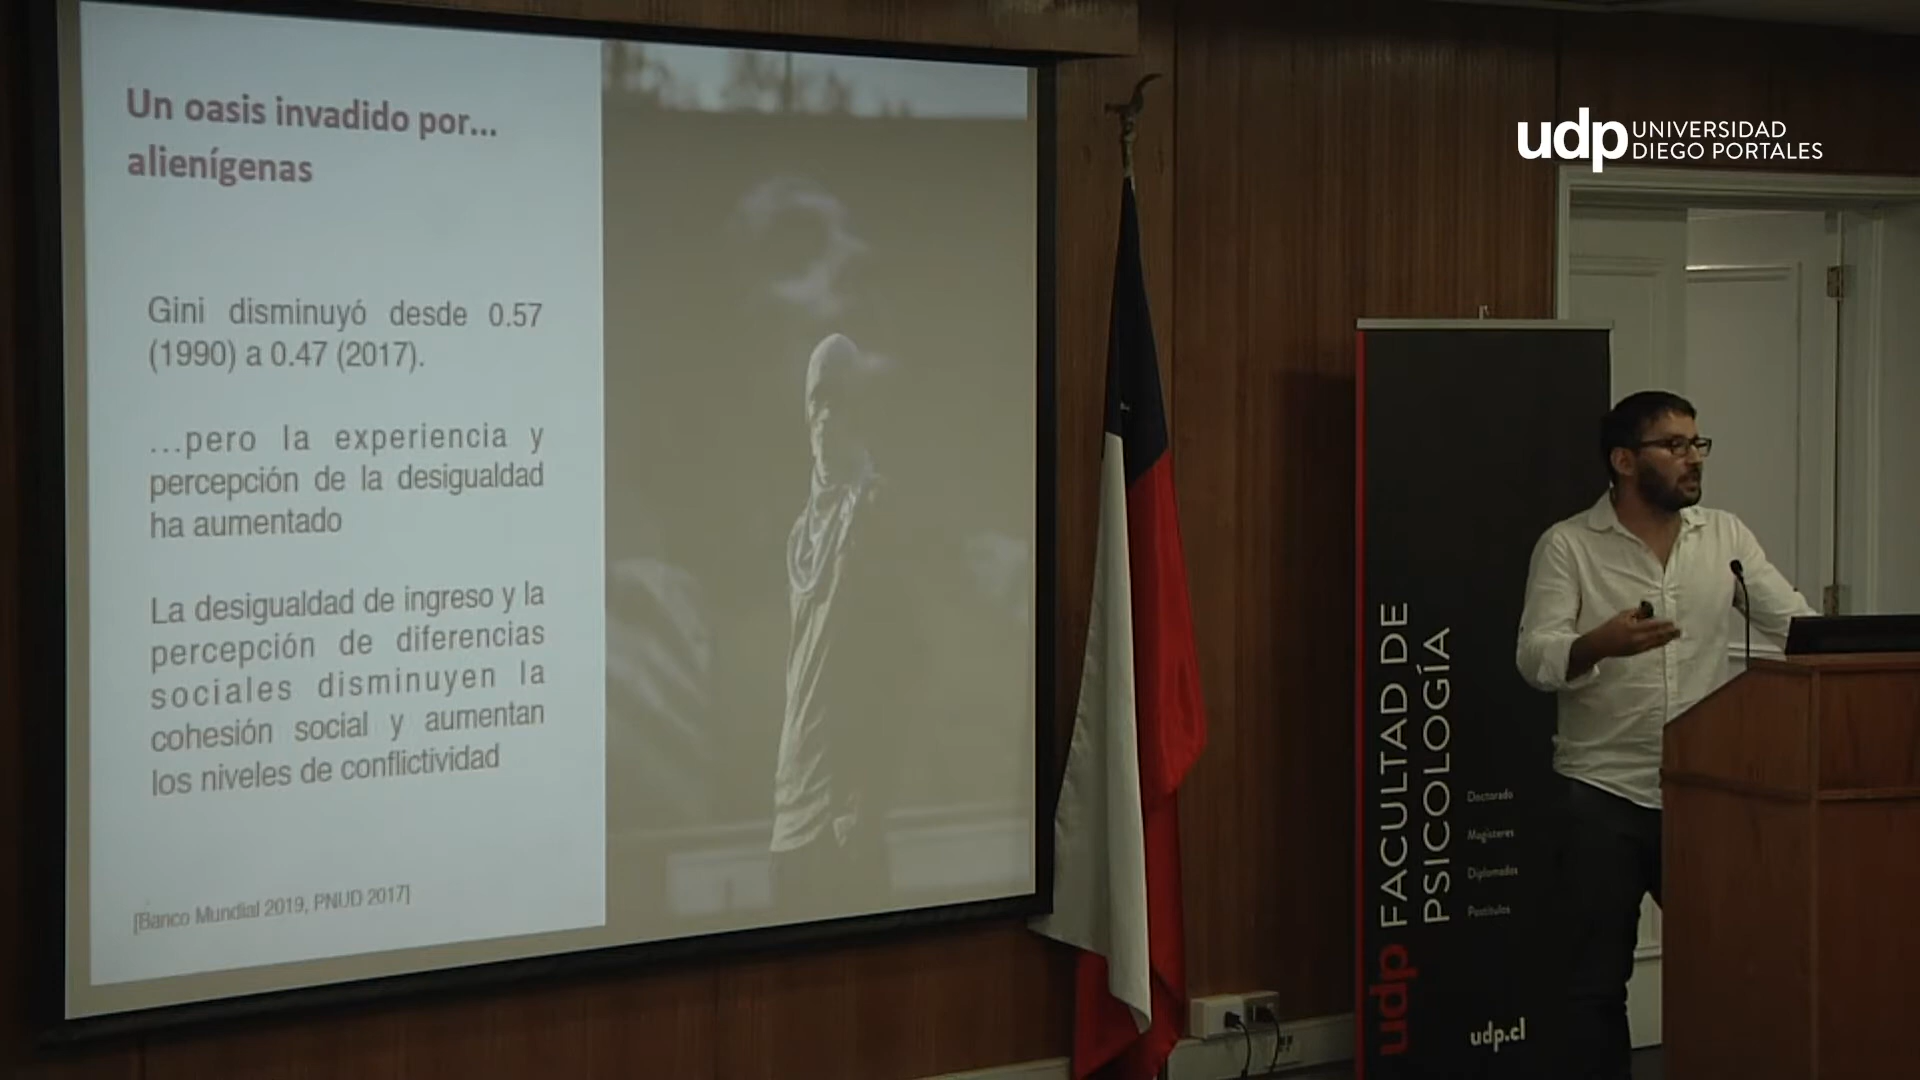 Un oasis invadido por...
alienígenas
Gini disminuyó desde 0.57
(1990) a 0.47 (2017).
...pero la experiencia y
percepción de la desigualdad
ha aumentado
La desigualdad de ingreso y la
percepción de diferencias
sociales disminuyen la
cohesión social y aumentan
los niveles de conflictividad
[Banco Mundial 2019, PNUD 2017]
udp UNIVERSIDAD
DIEGO PORTALES
udp FACULTAD DE
PSICOLOGÍA
Doctorado
Magísteres
Diplomados
Postítulos
udp.cl